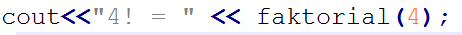 cout<<"4! = " << faktorial(4);